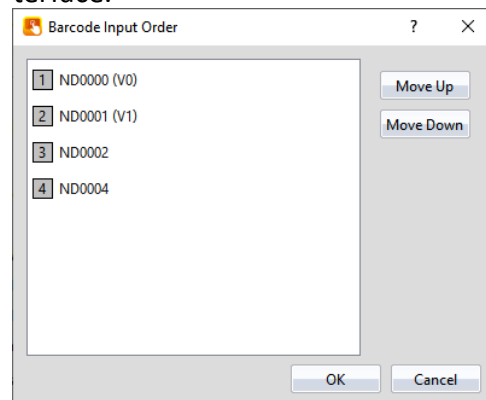 terface.
Barcode Input Order ? ×
1 ND0000 (V0)
2 ND0001 (V1)
3 ND0002
4 ND0004
Move Up
Move Down
OK Cancel